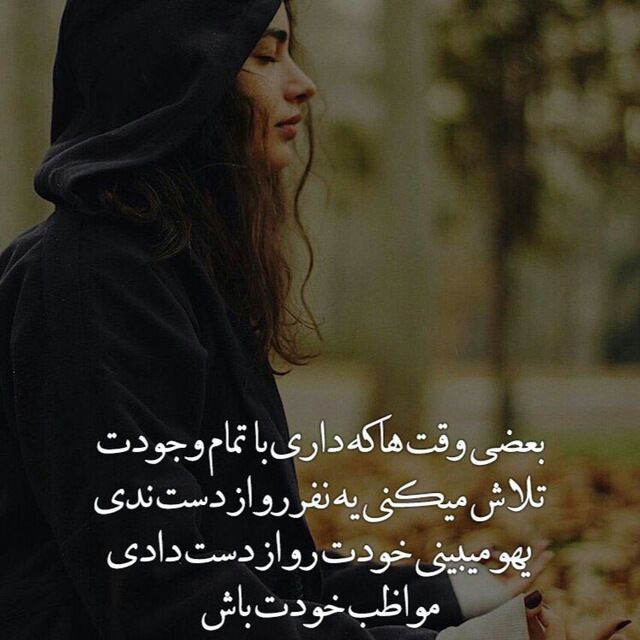 بعضی وقت ها که داری با تمام وجودت
تلاش میکنی یه نفر رو از دست ندی
یهو میبینی خودت رو از دست دادی
مواظب خودت باش